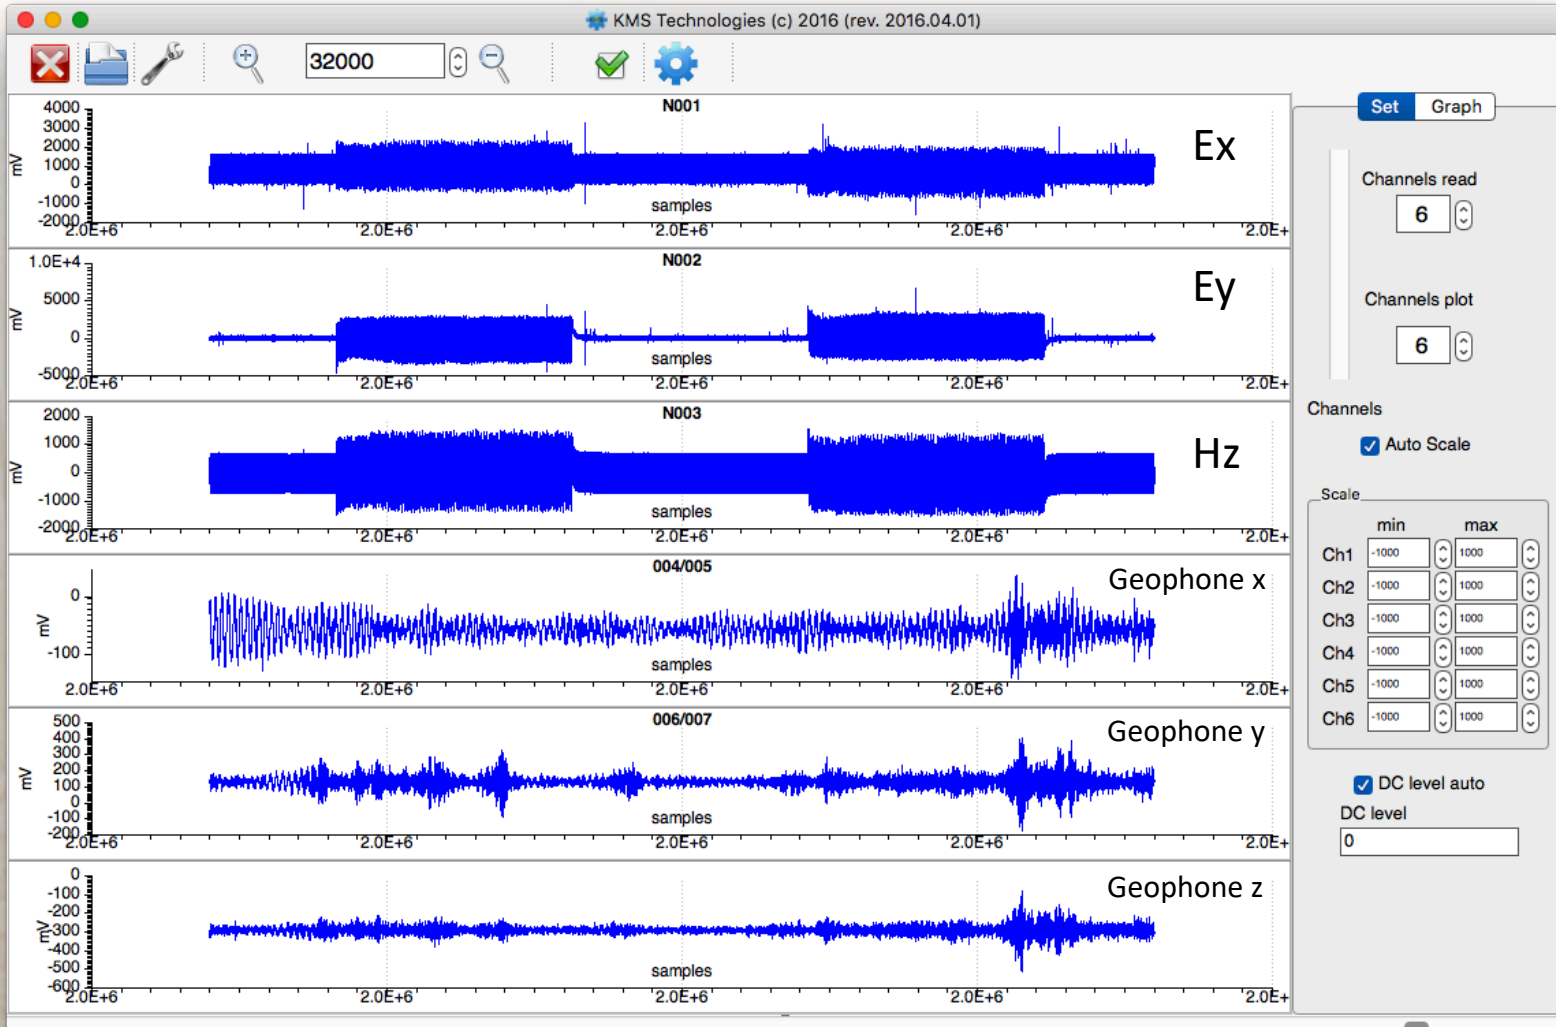 KMS Technologies (c) 2016 (rev. 2016.04.01)
32000
Set Graph
N001
Ex
4000
3000
2000
1000
0
-1000
-2000
mV
samples
2.0E+6 2.0E+6 2.0E+6 2.0E+6 2.0E+
N002
Ey
1.0E+4
5000
0
-5000
mV
samples
2.0E+6 2.0E+6 2.0E+6 2.0E+6 2.0E+
N003
Hz
2000
1000
0
-1000
-2000
mV
samples
2.0E+6 2.0E+6 2.0E+6 2.0E+6 2.0E+
004/005
Geophone x
0
-100
mV
samples
2.0E+6 2.0E+6 2.0E+6 2.0E+6 2.0E+
006/007
Geophone y
500
400
300
200
100
0
-100
-200
mV
samples
2.0E+6 2.0E+6 2.0E+6 2.0E+6 2.0E+
Geophone z
0
-100
-200
-300
-400
-500
-600
mV
samples
2.0E+6 2.0E+6 2.0E+6 2.0E+6 2.0E+
Channels read
6
Channels plot
6
Channels
Auto Scale
Scale
min max
Ch1 -1000 1000
Ch2 -1000 1000
Ch3 -1000 1000
Ch4 -1000 1000
Ch5 -1000 1000
Ch6 -1000 1000
DC level auto
DC level
0